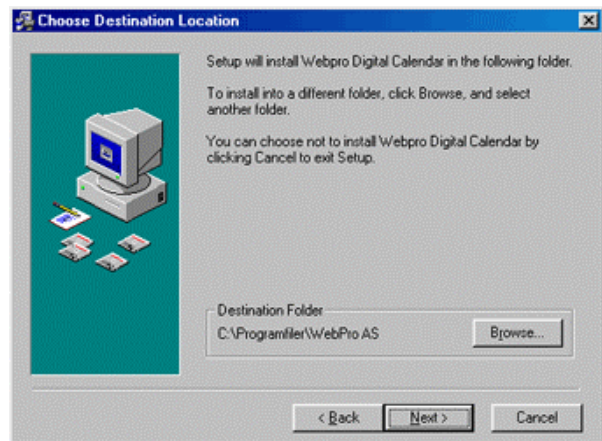 Choose Destination Location
Setup will install Webpro Digital Calendar in the following folder.
To install into a different folder, click Browse, and select
another folder.
You can choose not to install Webpro Digital Calendar by
clicking Cancel to exit Setup.
Destination Folder
C:\Programfiler\WebPro AS
Browse...
< Back
Next >
Cancel